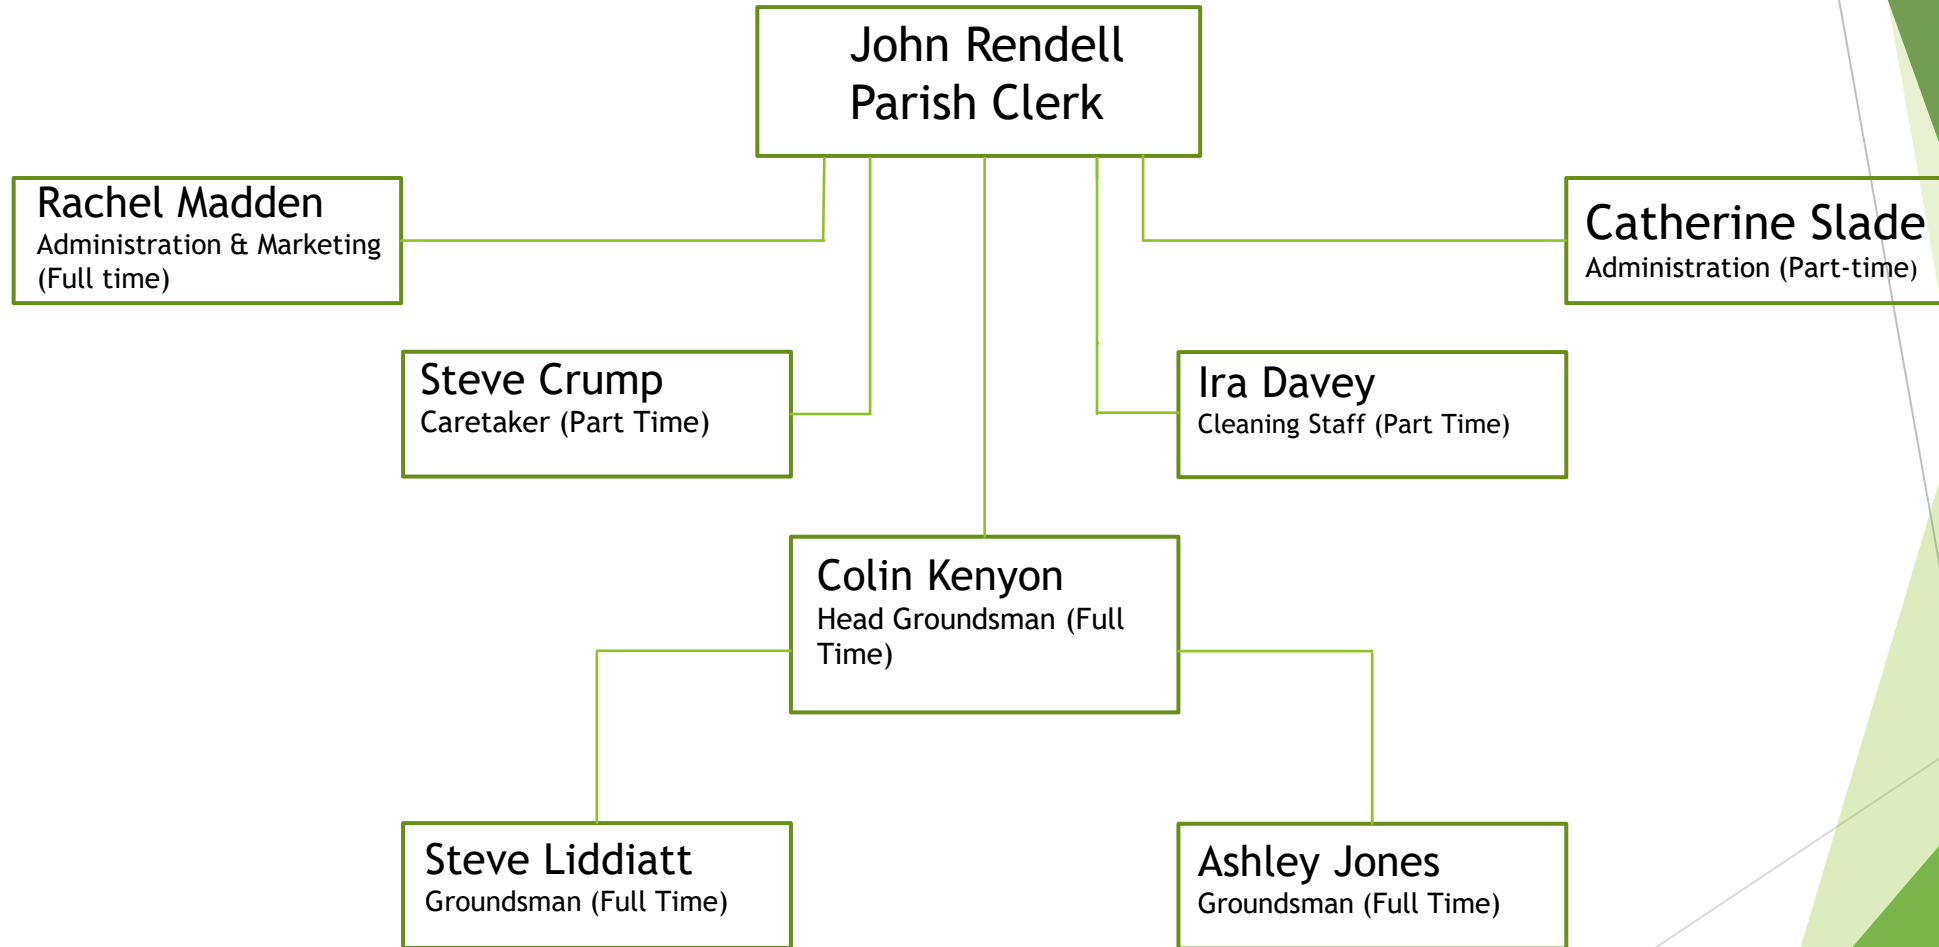 John Rendell
Parish Clerk
Rachel Madden
Administration & Marketing
(Full time)
Catherine Slade
Administration (Part-time)
Steve Crump
Caretaker (Part Time)
Ira Davey
Cleaning Staff (Part Time)
Colin Kenyon
Head Groundsman (Full
Time)
Steve Liddiatt
Groundsman (Full Time)
Ashley Jones
Groundsman (Full Time)